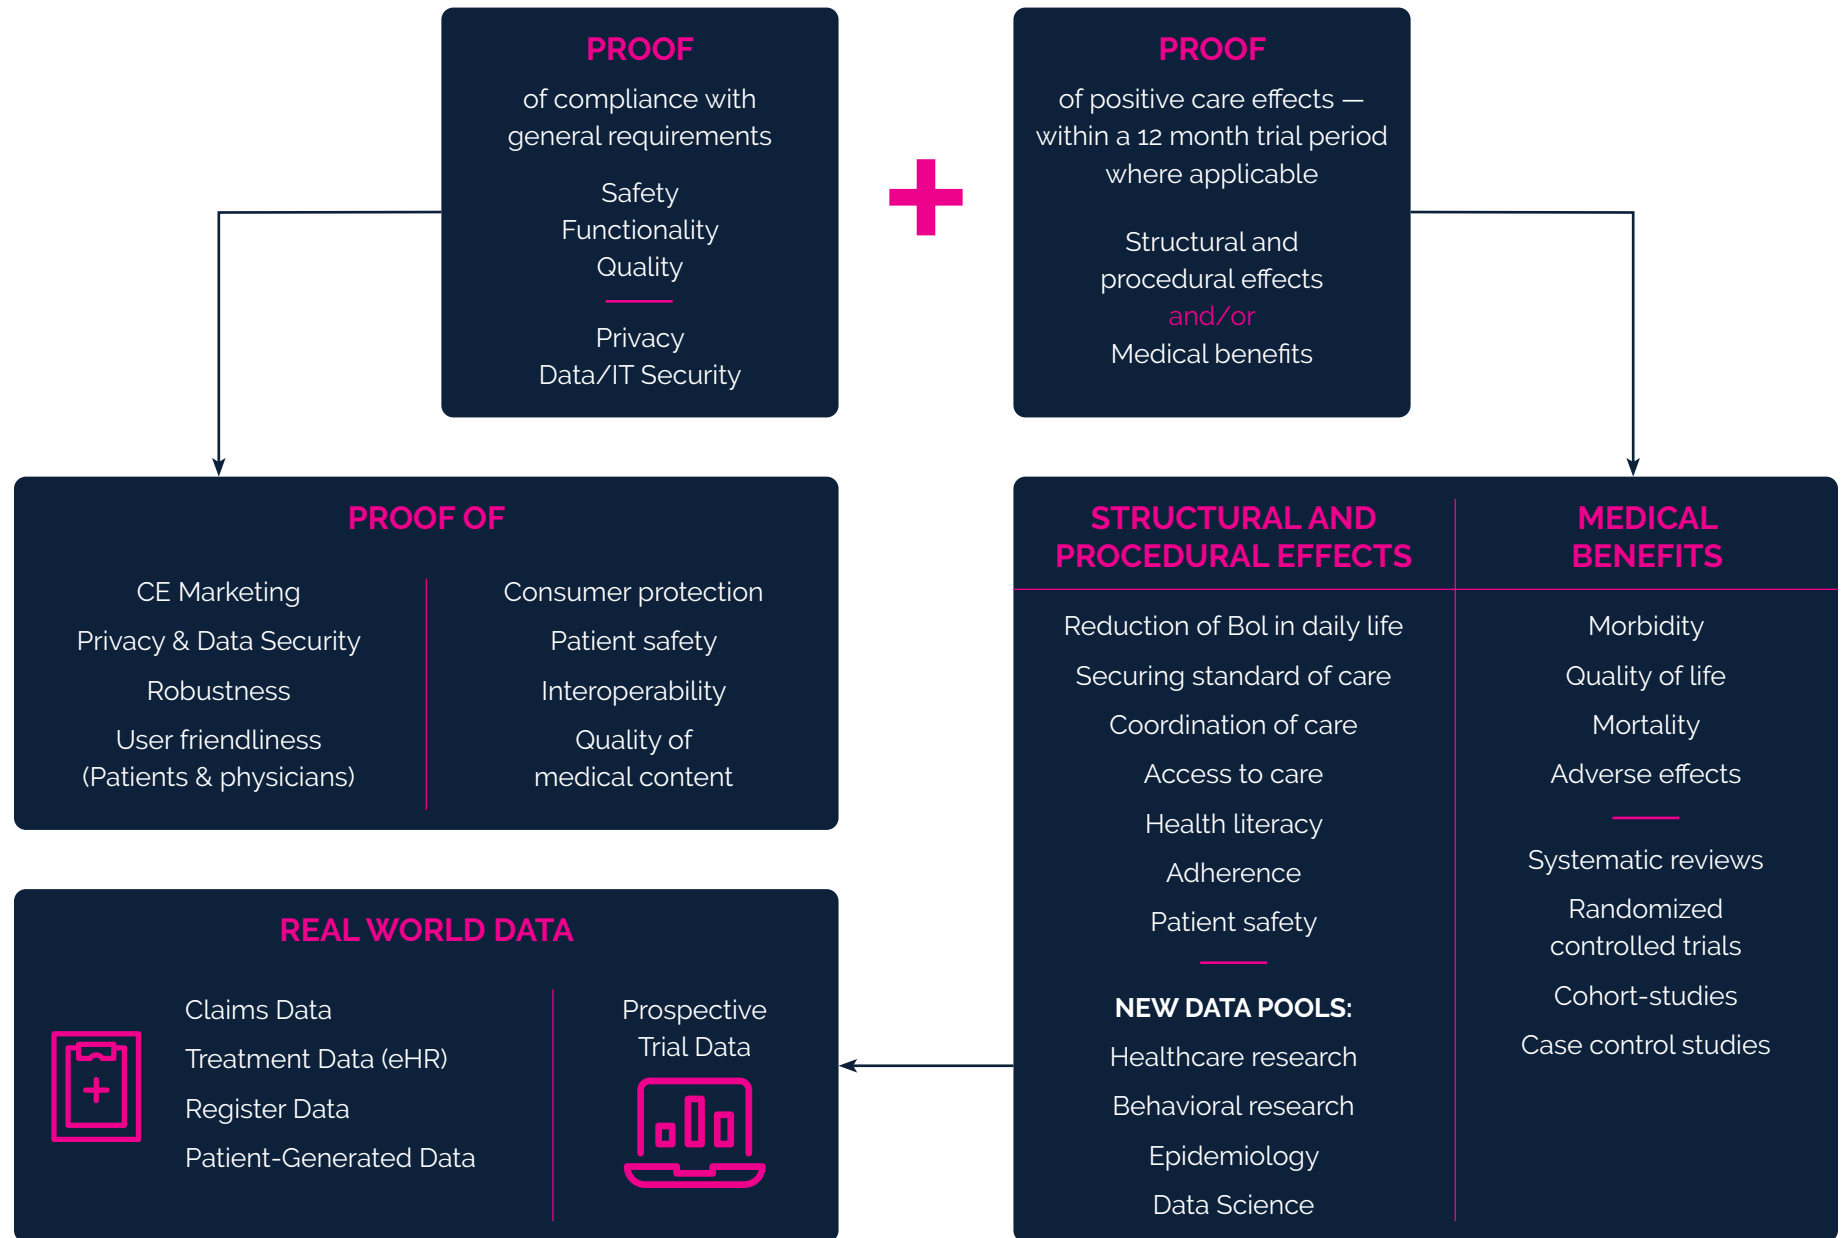 PROOF
of compliance with
general requirements
Safety
Functionality
Quality
Privacy
Data/IT Security
PROOF
of positive care effects —
within a 12 month trial period
where applicable
Structural and
procedural effects
and/or
Medical benefits
PROOF OF
CE Marketing
Privacy & Data Security
Robustness
User friendliness
(Patients & physicians)
Consumer protection
Patient safety
Interoperability
Quality of
medical content
STRUCTURAL AND
PROCEDURAL EFFECTS
Reduction of BoI in daily life
Securing standard of care
Coordination of care
Access to care
Health literacy
Adherence
Patient safety
NEW DATA POOLS:
Healthcare research
Behavioral research
Epidemiology
Data Science
MEDICAL
BENEFITS
Morbidity
Quality of life
Mortality
Adverse effects
Systematic reviews
Randomized
controlled trials
Cohort-studies
Case control studies
REAL WORLD DATA
Claims Data
Treatment Data (eHR)
Register Data
Patient-Generated Data
Prospective
Trial Data